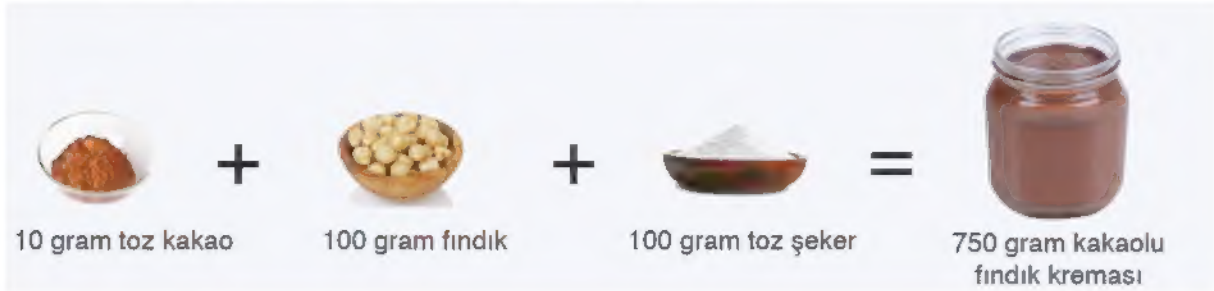 + + =
10 gram toz kakao 100 gram fındık 100 gram toz şeker 750 gram kakaolu
fındık kreması